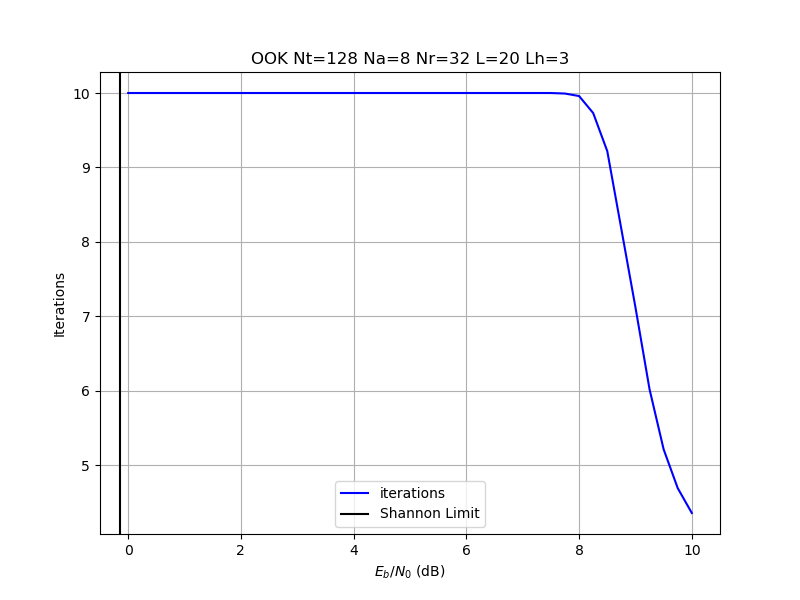 OOK Nt=128 Na=8 Nr=32 L=20 Lh=3
10
9
8
7
6
5
Iterations
iterations
Shannon Limit
0 2 4 6 8 10
$E_b/N_0$ (dB)